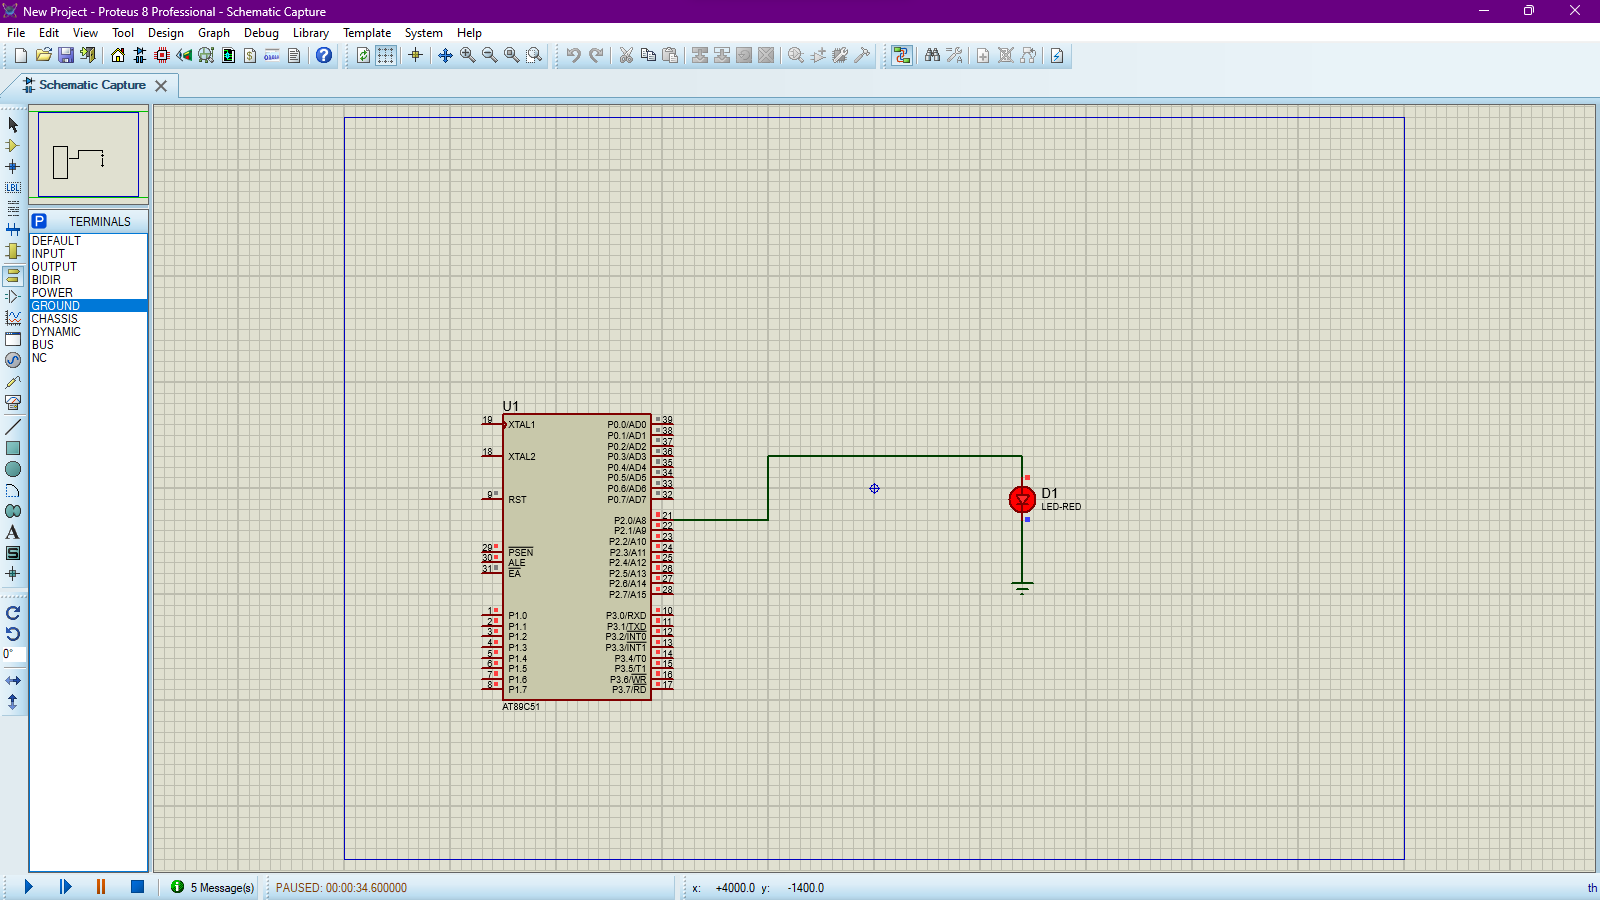 New Project - Proteus 8 Professional - Schematic Capture
File Edit View Tool Design Graph Debug Library Template System Help
Schematic Capture
LBL
P TERMINALS
DEFAULT
INPUT
OUTPUT
BIDIR
POWER
GROUND
CHASSIS
DYNAMIC
BUS
NC
A
S
0°
U1
19 XTAL1 P0.0/AD0 39
P0.1/AD1 38
P0.2/AD2 37
18 XTAL2 P0.3/AD3 36
P0.4/AD4 35
P0.5/AD5 34
P0.6/AD6 33
9 RST P0.7/AD7 32
P2.0/A8 21
P2.1/A9 22
P2.2/A10 23
29 PSEN P2.3/A11 24
30 ALE P2.4/A12 25
31 EA P2.5/A13 26
P2.6/A14 27
P2.7/A15 28
1 P1.0 P3.0/RXD 10
2 P1.1 P3.1/TXD 11
3 P1.2 P3.2/INT0 12
4 P1.3 P3.3/INT1 13
5 P1.4 P3.4/T0 14
6 P1.5 P3.5/T1 15
7 P1.6 P3.6/WR 16
8 P1.7 P3.7/RD 17
AT89C51
D1
LED-RED
5 Message(s) PAUSED: 00:00:34.600000 x: +4000.0 y: -1400.0 th